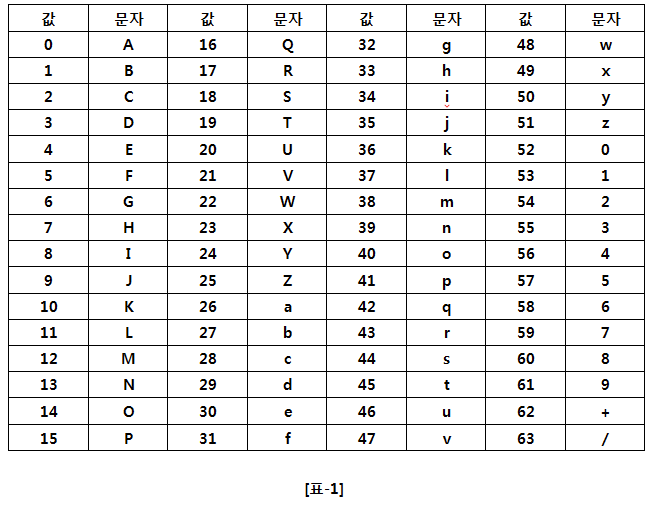 값 문자 값 문자 값 문자 값 문자
0 A 16 Q 32 g 48 w
1 B 17 R 33 h 49 x
2 C 18 S 34 i 50 y
3 D 19 T 35 j 51 z
4 E 20 U 36 k 52 0
5 F 21 V 37 l 53 1
6 G 22 W 38 m 54 2
7 H 23 X 39 n 55 3
8 I 24 Y 40 o 56 4
9 J 25 Z 41 p 57 5
10 K 26 a 42 q 58 6
11 L 27 b 43 r 59 7
12 M 28 c 44 s 60 8
13 N 29 d 45 t 61 9
14 O 30 e 46 u 62 +
15 P 31 f 47 v 63 /
[표-1]